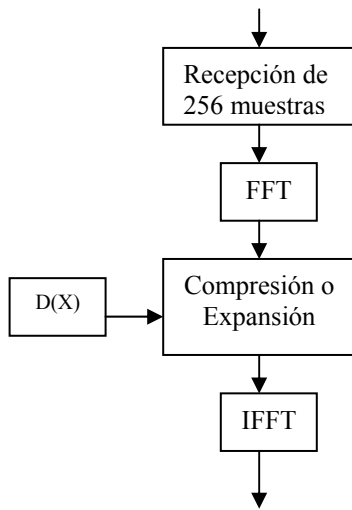 Recepción de
256 muestras
FFT
D(X)
Compresión o
Expansión
IFFT